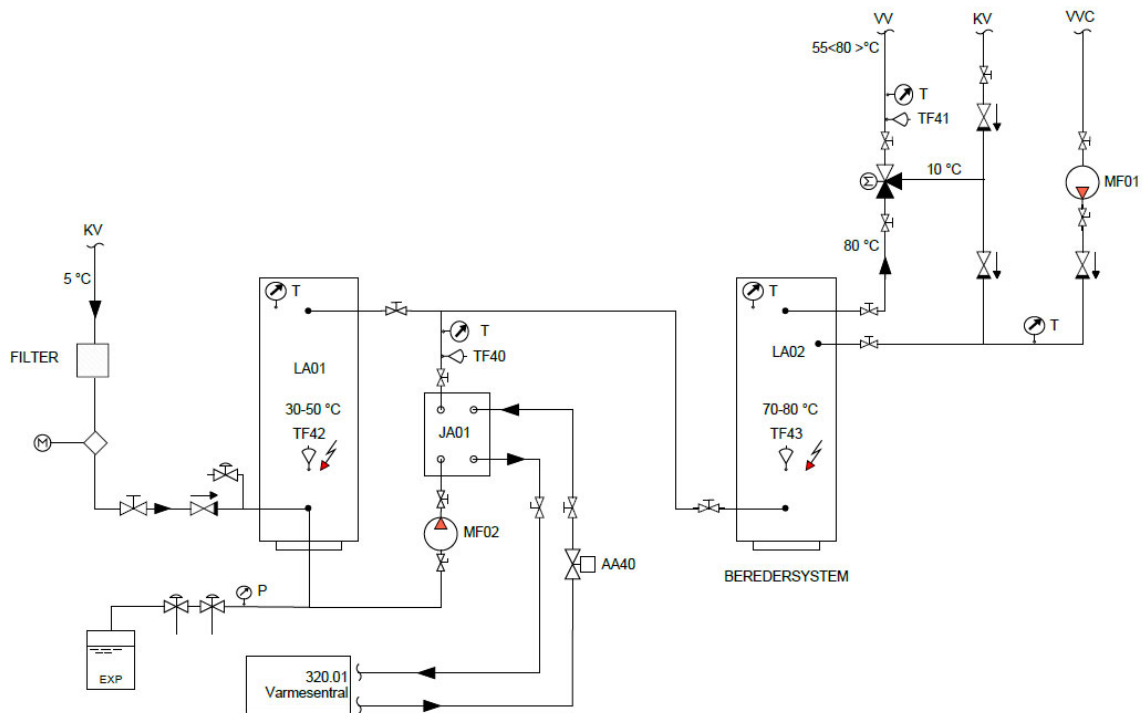 VV
KV
VVC
55<80 >°C
T
TF41
10 °C
Σ
MF01
80 °C
KV
5 °C
FILTER
M
T
LA01
30-50 °C
TF42
T
TF40
JA01
MF02
T
LA02
70-80 °C
TF43
T
BEREDERSYSTEM
AA40
P
EXP
320.01
Varmesentral